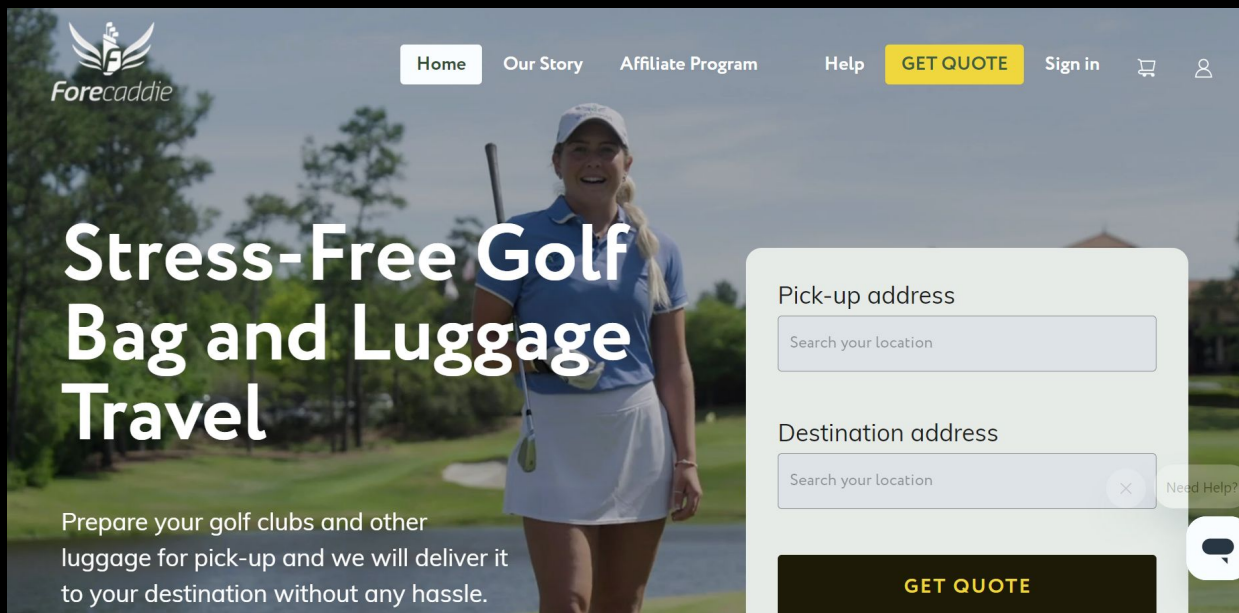 Forecaddie
Home Our Story Affiliate Program Help GET QUOTE Sign in
Stress-Free Golf
Bag and Luggage
Travel
Prepare your golf clubs and other
luggage for pick-up and we will deliver it
to your destination without any hassle.
Pick-up address
Search your location
Destination address
Search your location
Need Help?
GET QUOTE